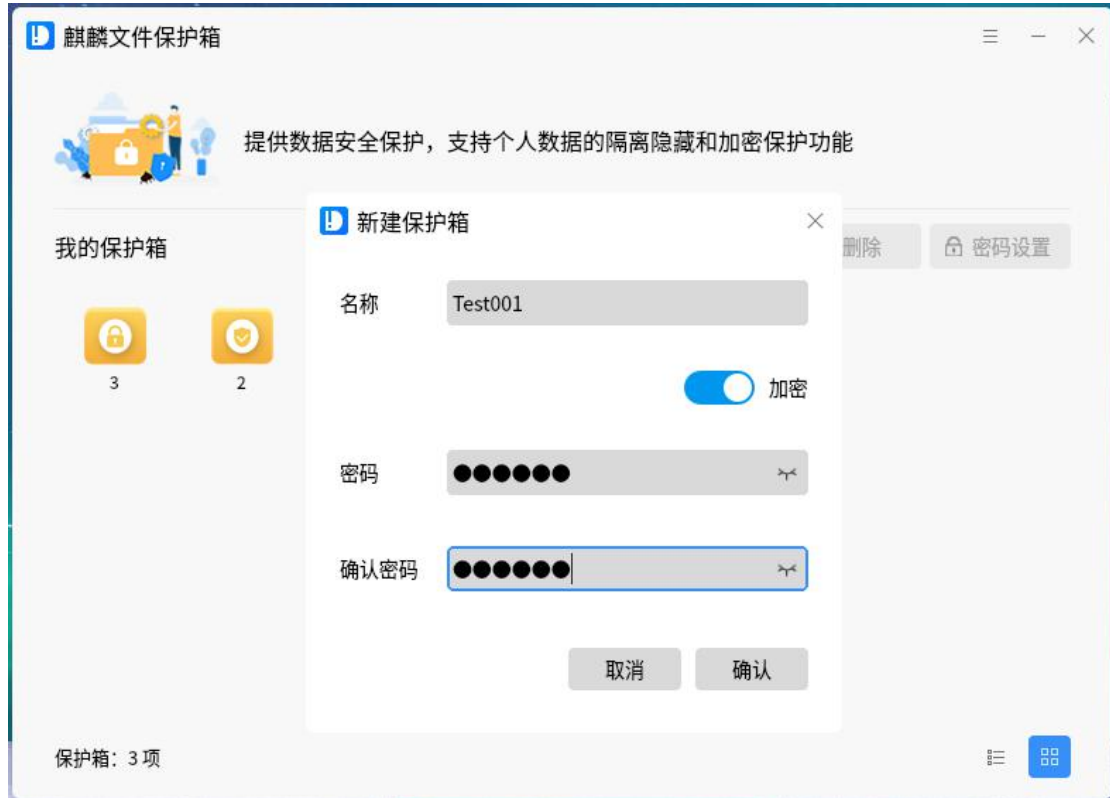 麒麟文件保护箱
提供数据安全保护，支持个人数据的隔离隐藏和加密保护功能
我的保护箱
删除
密码设置
3
2
新建保护箱
名称
Test001
加密
密码
●●●●●●
确认密码
●●●●●●
取消
确认
保护箱：3项